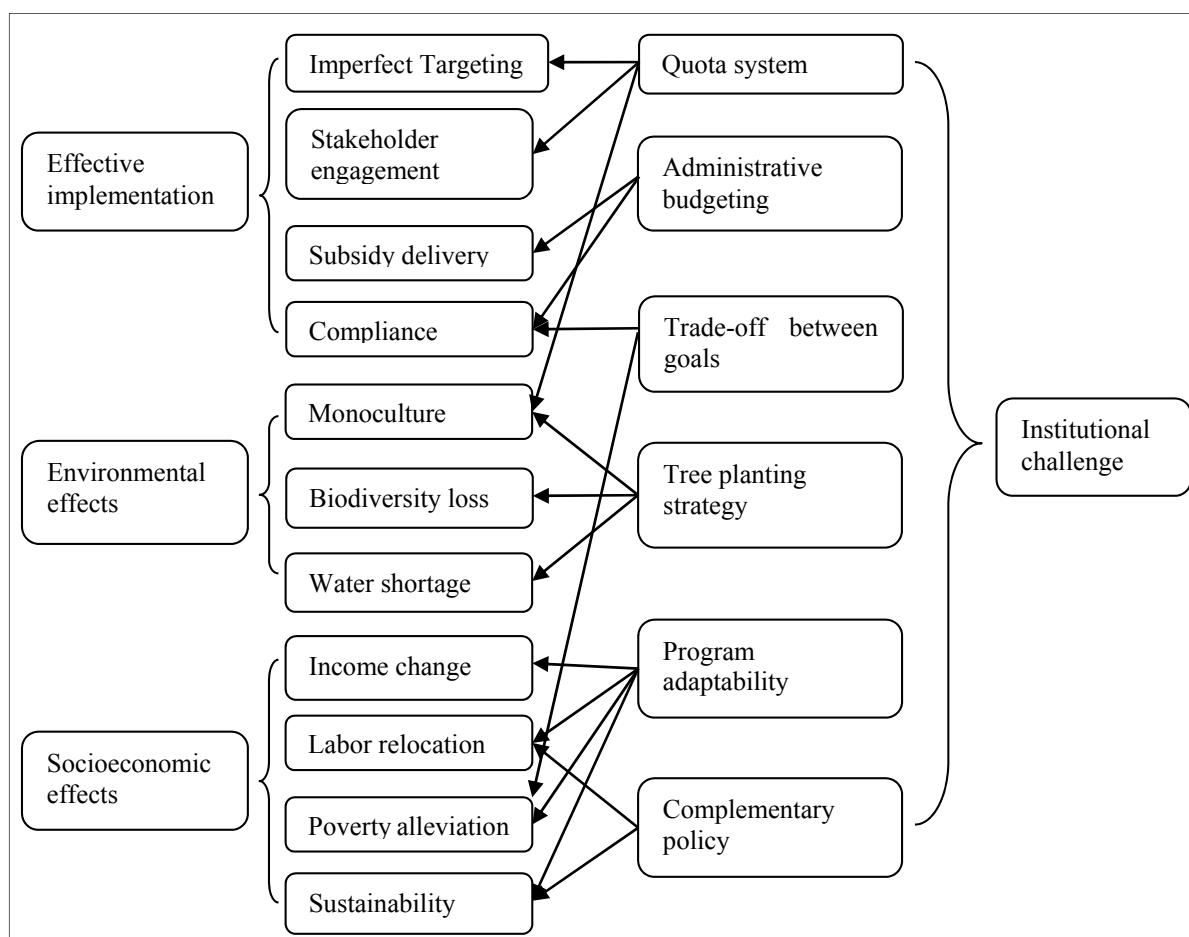 Imperfect Targeting
Stakeholder
engagement
Effective
implementation
Subsidy delivery
Compliance
Monoculture
Environmental
effects
Biodiversity loss
Water shortage
Income change
Labor relocation
Socioeconomic
effects
Poverty alleviation
Sustainability
Quota system
Administrative
budgeting
Trade-off between
goals
Tree planting
strategy
Program
adaptability
Complementary
policy
Institutional
challenge